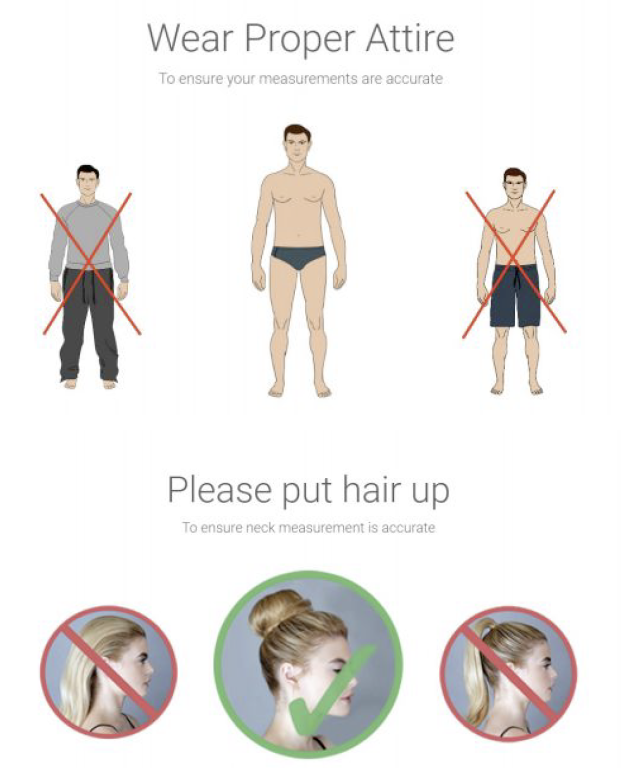 Wear Proper Attire
To ensure your measurements are accurate
Please put hair up
To ensure neck measurement is accurate